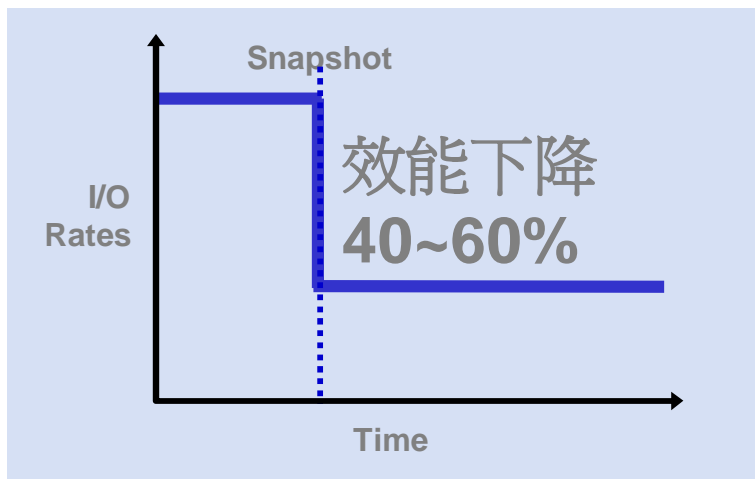 Snapshot
效能下降
40~60%
I/O
Rates
Time